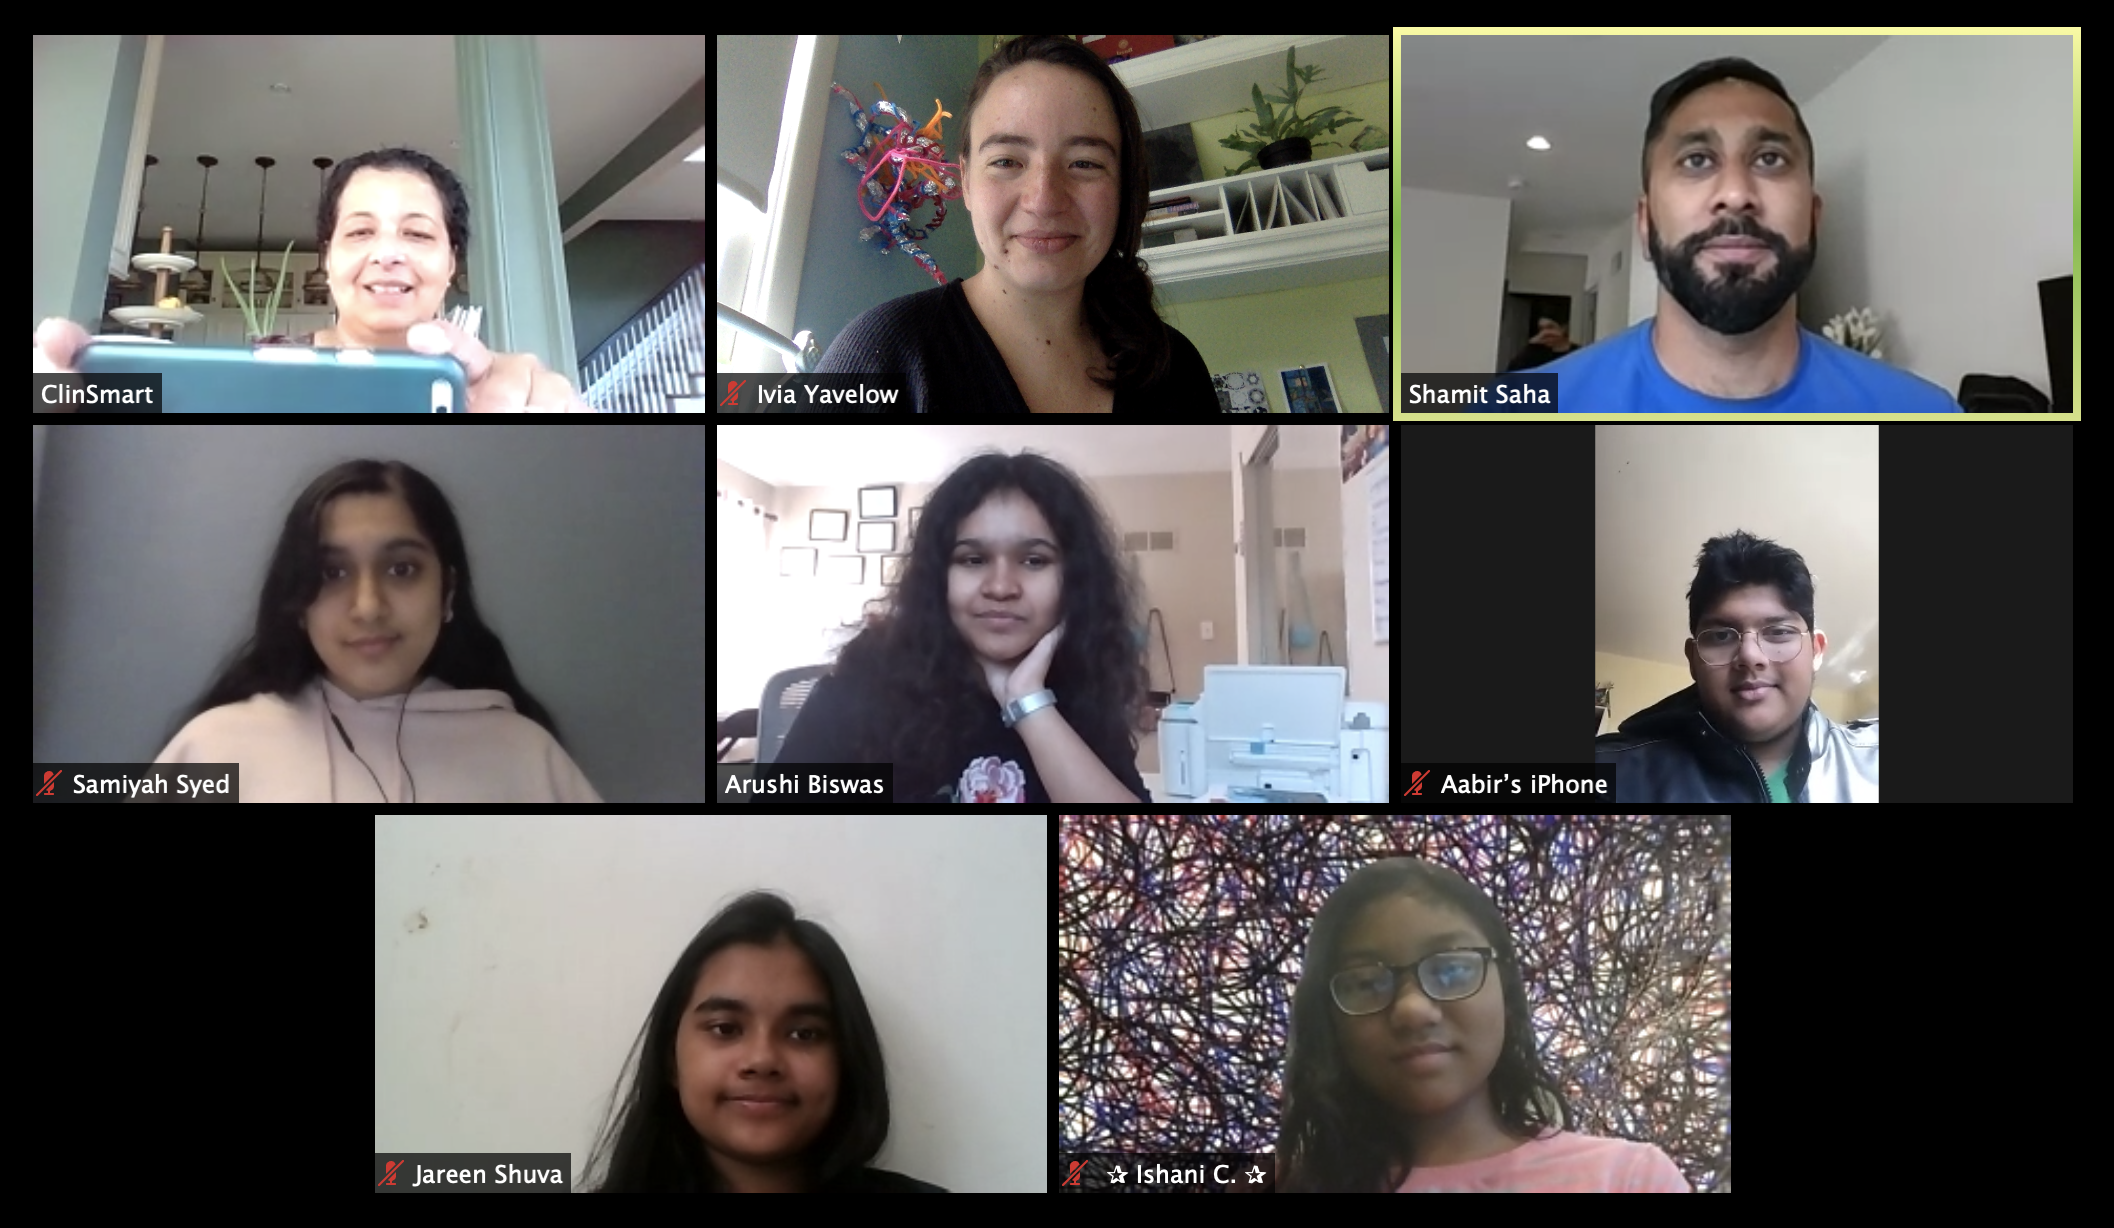 ClinSmart
Ivia Yavelow
Shamit Saha
Samiyah Syed
Arushi Biswas
Aabir’s iPhone
Jareen Shuva
✰ Ishani C. ✰